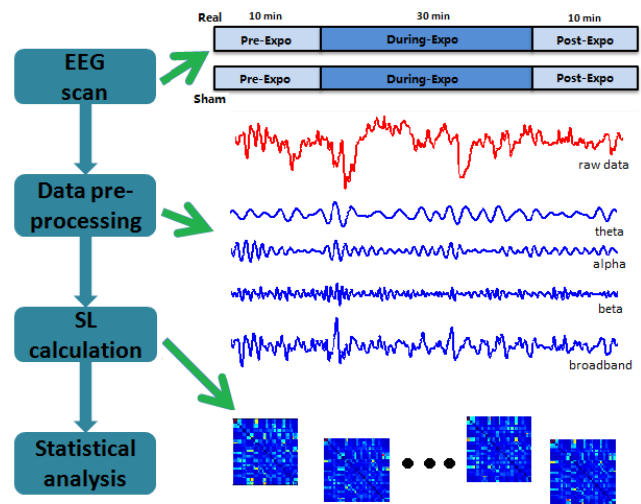 Real 10 min 30 min 10 min
Pre-Expo During-Expo Post-Expo
Pre-Expo During-Expo Post-Expo
Sham
EEG
scan
raw data
Data pre-
processing
theta
alpha
beta
SL
calculation
broadband
Statistical
analysis